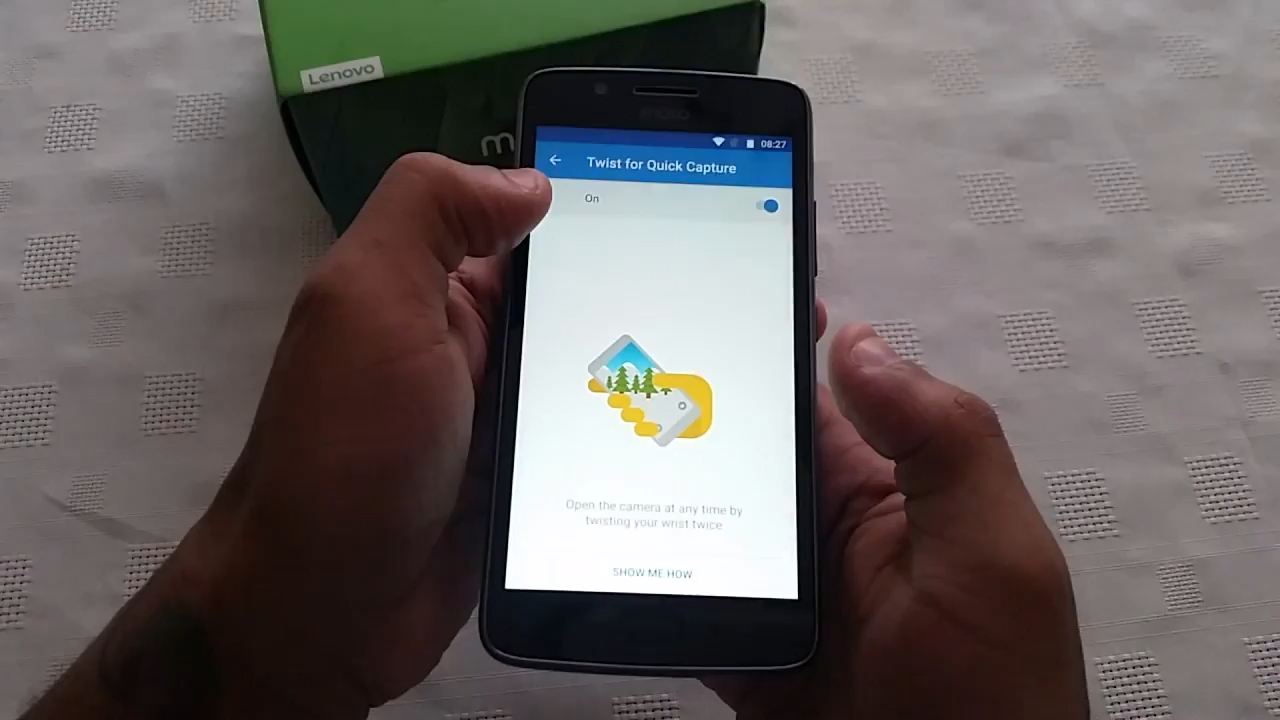 Lenovo
m
moto
08:27
Twist for Quick Capture
On
Open the camera at any time by
twisting your wrist twice
SHOW ME HOW